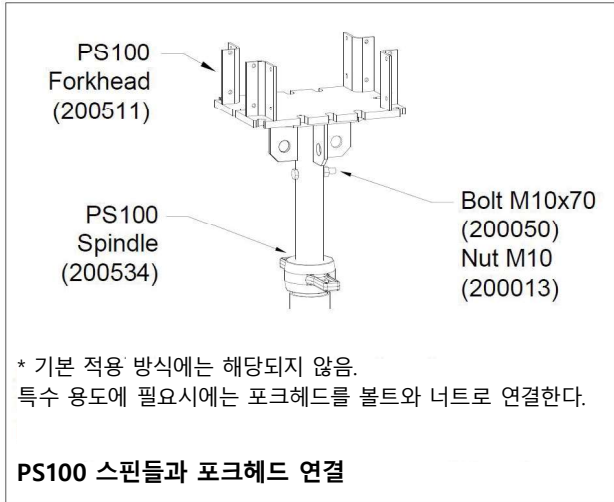 PS100
Forkhead
(200511)
PS100
Spindle
(200534)
Bolt M10x70
(200050)
Nut M10
(200013)
* 기본 적용 방식에는 해당되지 않음.
특수 용도에 필요시에는 포크헤드를 볼트와 너트로 연결한다.
PS100 스핀들과 포크헤드 연결